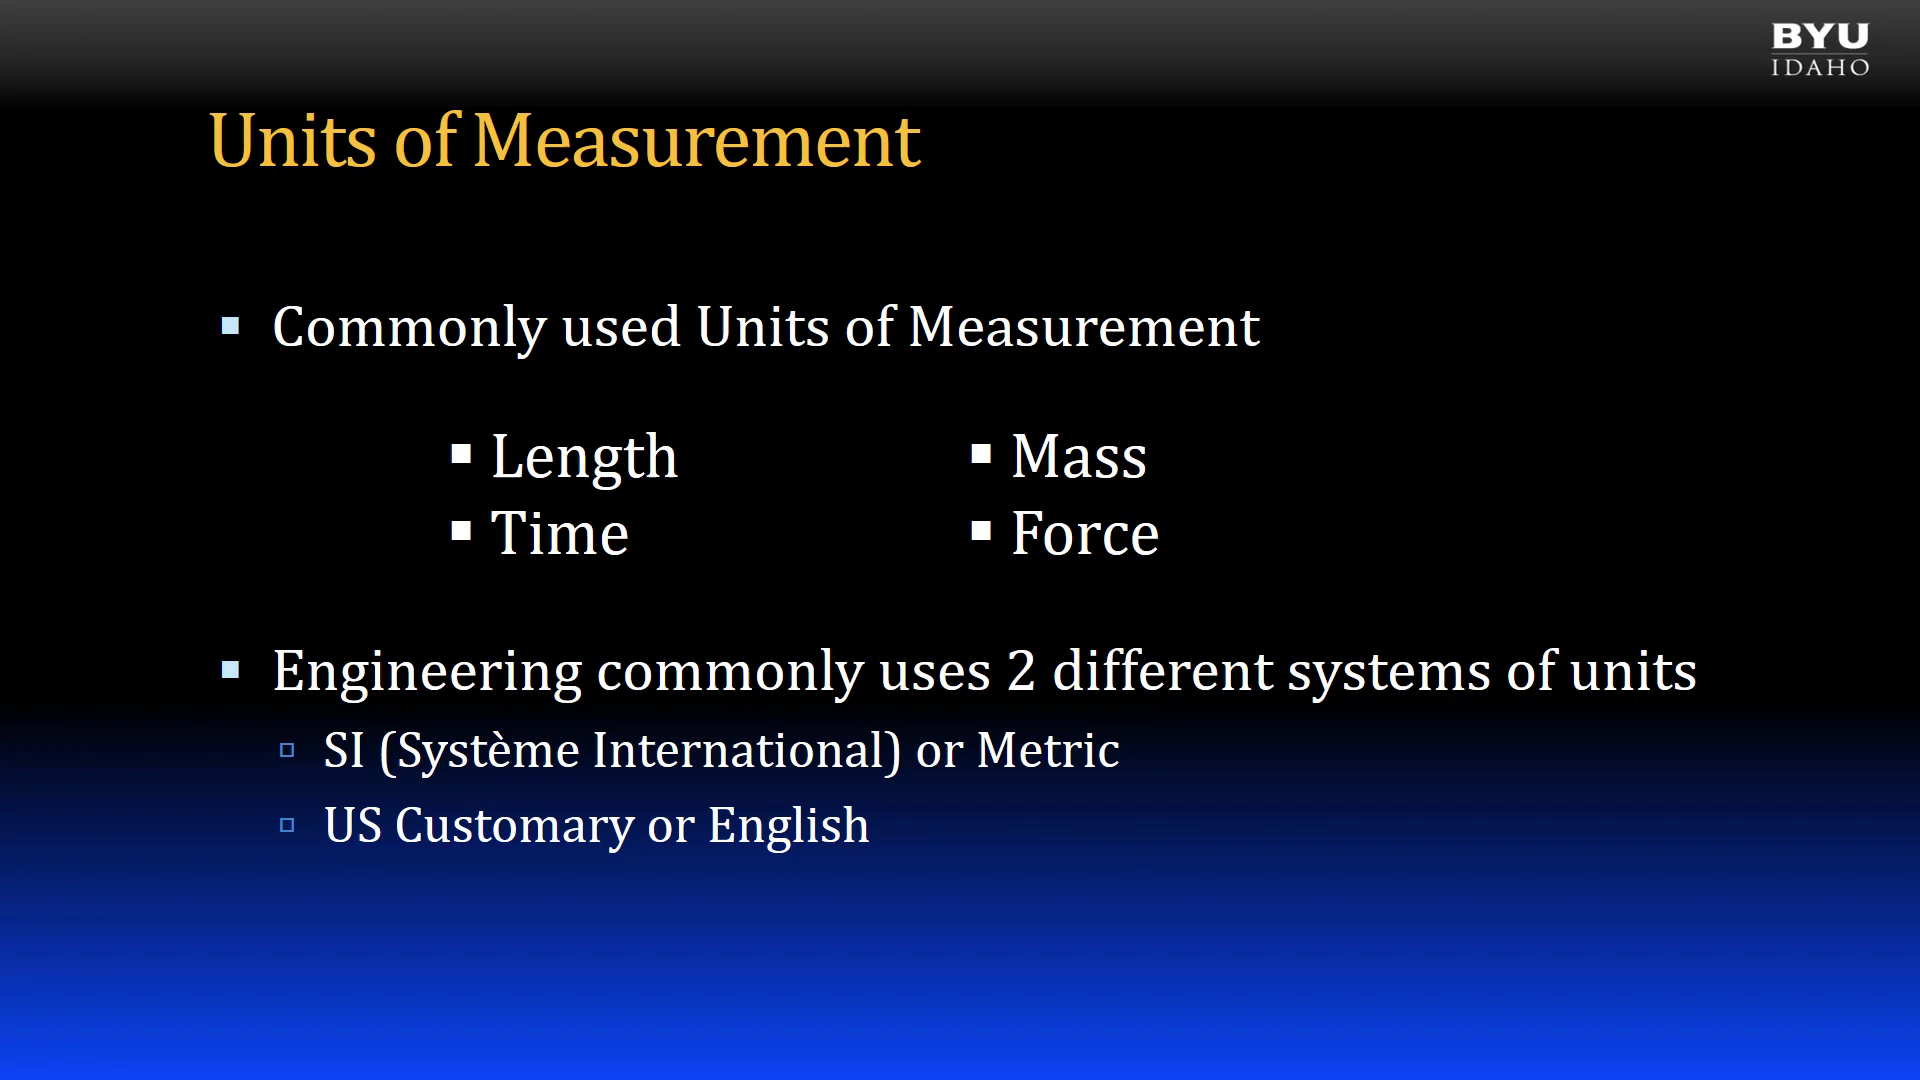 BYU
IDAHO
Units of Measurement
▪ Commonly used Units of Measurement
▪ Length ▪ Mass
▪ Time ▪ Force
▪ Engineering commonly uses 2 different systems of units
▫ SI (Système International) or Metric
▫ US Customary or English